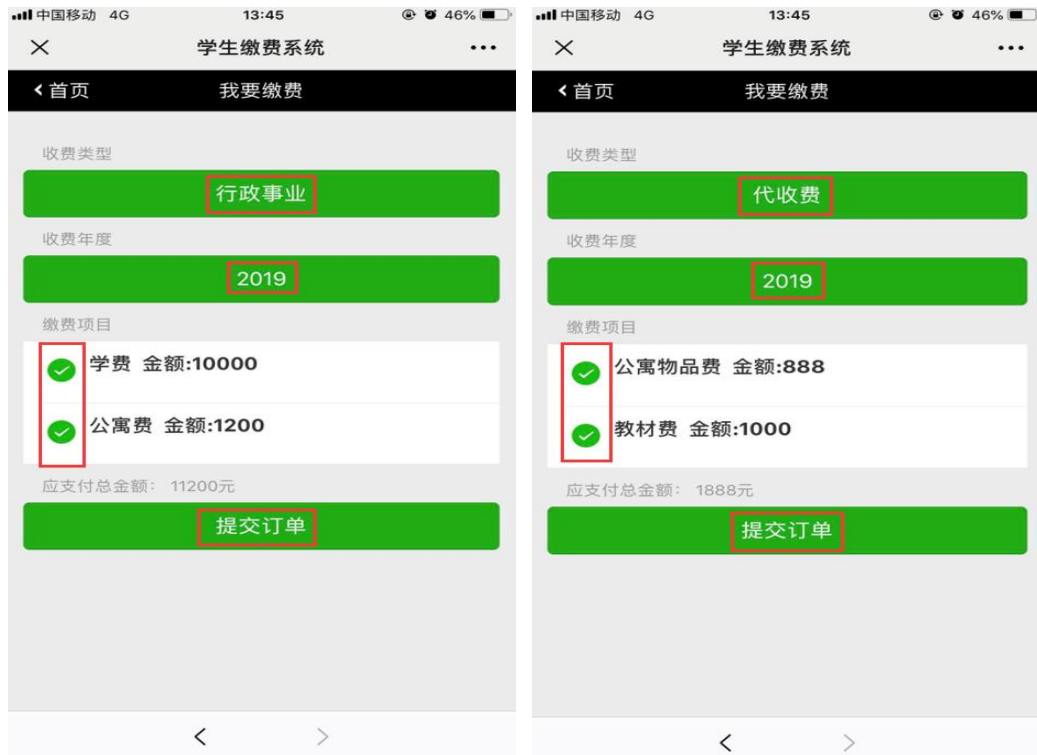 中国移动 4G 13:45 46%
学生缴费系统
首页 我要缴费
收费类型
行政事业
收费年度
2019
缴费项目
学费 金额:10000
公寓费 金额:1200
应支付总金额: 11200元
提交订单
中国移动 4G 13:45 46%
学生缴费系统
首页 我要缴费
收费类型
代收费
收费年度
2019
缴费项目
公寓物品费 金额:888
教材费 金额:1000
应支付总金额: 1888元
提交订单